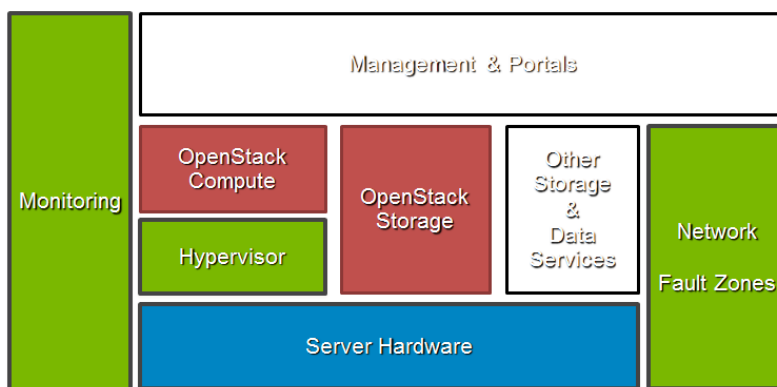 Management & Portals
Monitoring
OpenStack
Compute
Hypervisor
OpenStack
Storage
Other
Storage
&
Data
Services
Network
Fault Zones
Server Hardware